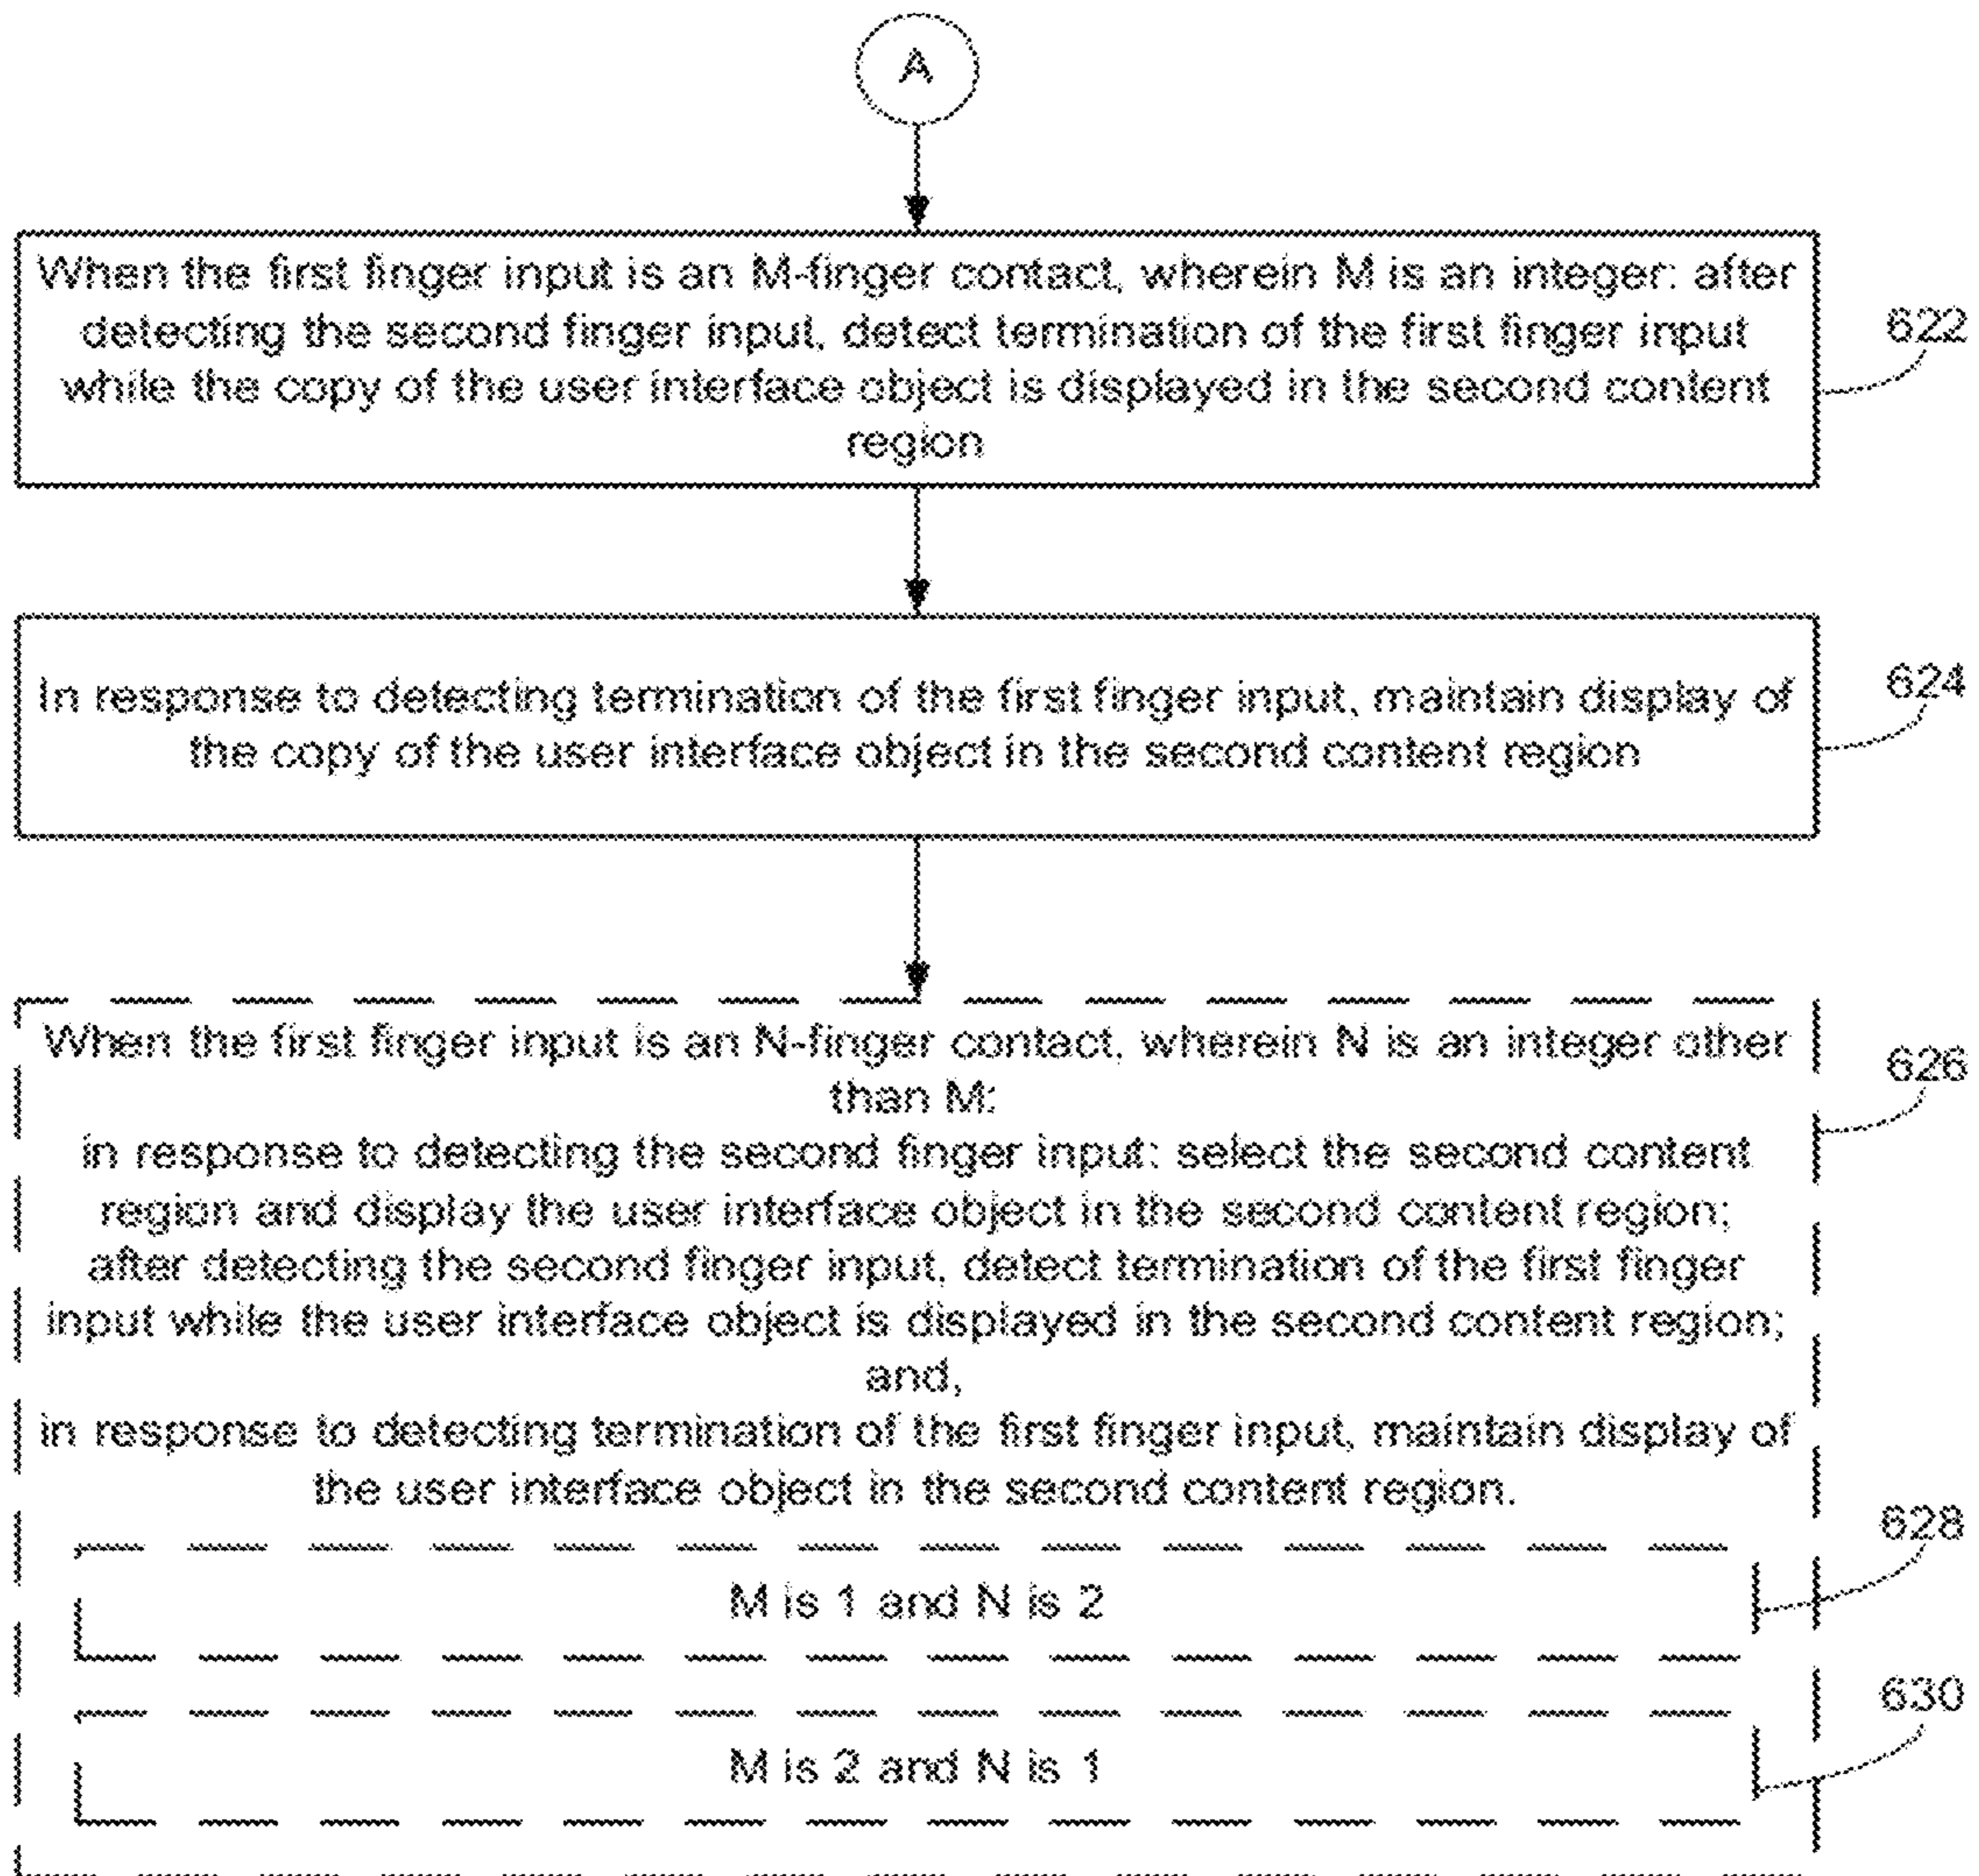 A
When the first finger input is an M-finger contact, wherein M is an integer: after
detecting the second finger input, detect termination of the first finger input
while the copy of the user interface object is displayed in the second content
region
622
In response to detecting termination of the first finger input, maintain display of
the copy of the user interface object in the second content region
624
When the first finger input is an N-finger contact, wherein N is an integer other
than M:
in response to detecting the second finger input: select the second content
region and display the user interface object in the second content region;
after detecting the second finger input, detect termination of the first finger
input while the user interface object is displayed in the second content region;
and,
in response to detecting termination of the first finger input, maintain display of
the user interface object in the second content region.
626
M is 1 and N is 2
628
M is 2 and N is 1
630